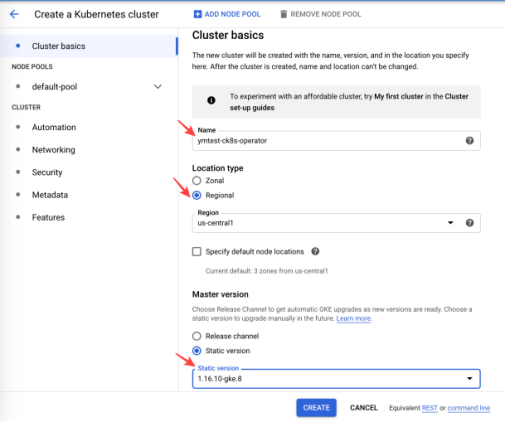 Create a Kubernetes cluster
ADD NODE POOL
REMOVE NODE POOL
Cluster basics
NODE POOLS
default-pool
CLUSTER
Automation
Networking
Security
Metadata
Features
Cluster basics
The new cluster will be created with the name, version, and in the location you specify
here. After the cluster is created, name and location can't be changed.
To experiment with an affordable cluster, try My first cluster in the Cluster
set-up guides
Name
ymtest-ck8s-operator
Location type
Zonal
Regional
Region
us-central1
Specify default node locations
Current default: 3 zones from us-central1
Master version
Choose Release Channel to get automatic GKE upgrades as new versions are ready. Choose a
static version to upgrade manually in the future. Learn more.
Release channel
Static version
Static version
1.16.10-gke.8
CREATE
CANCEL
Equivalent REST or command line